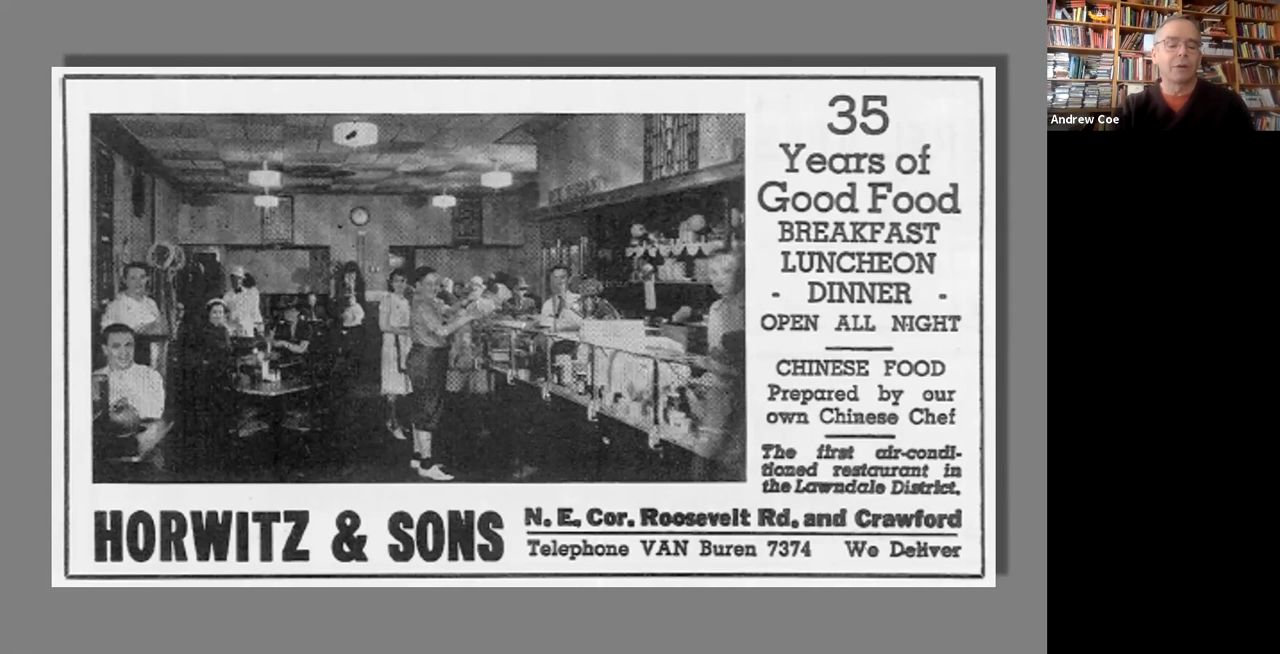 35
Years of
Good Food
BREAKFAST
LUNCHEON
- DINNER -
OPEN ALL NIGHT
CHINESE FOOD
Prepared by our
own Chinese Chef
The first air-condi-
tioned restaurant in
the Lawndale District.
HORWITZ & SONS
N. E. Cor. Roosevelt Rd. and Crawford
Telephone VAN Buren 7374 We Deliver
Andrew Coe